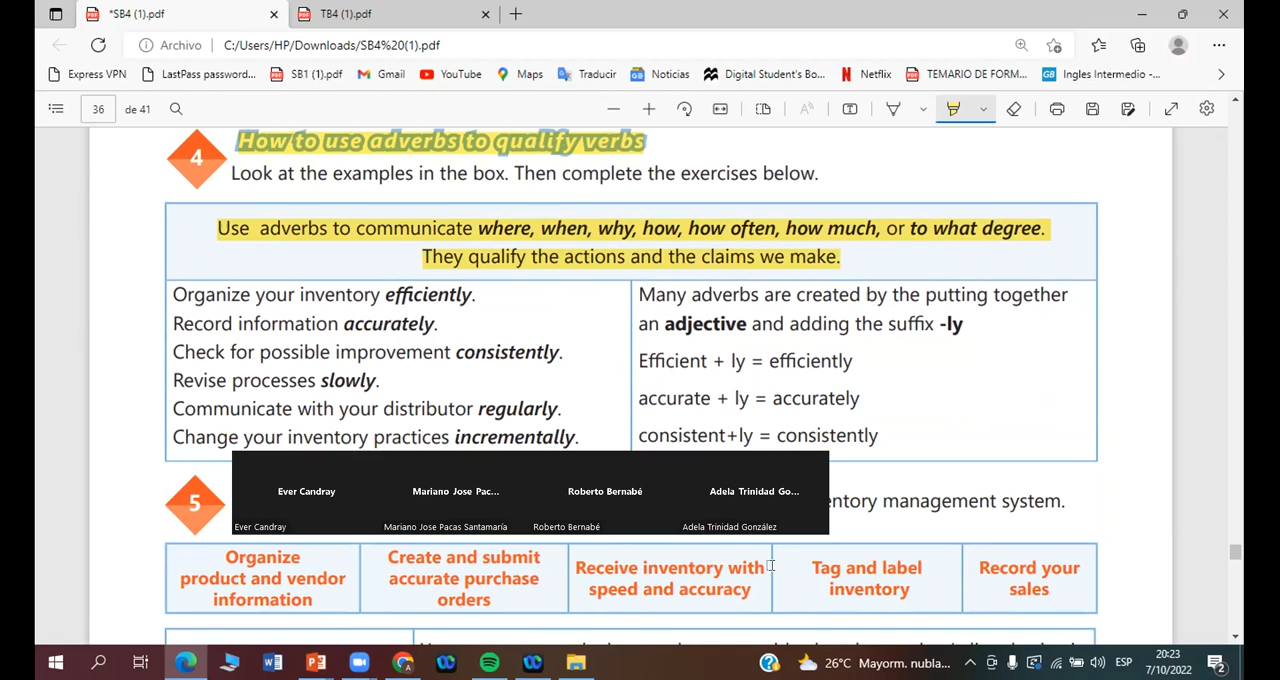 *SB4 (1).pdf
TB4 (1).pdf
Archivo
C:/Users/HP/Downloads/SB4%20(1).pdf
Express VPN
LastPass password...
SB1 (1).pdf
Gmail
YouTube
Maps
Traducir
Noticias
Digital Student's Bo...
Netflix
TEMARIO DE FORM...
Ingles Intermedio -...
36
de 41
4
How to use adverbs to qualify verbs
Look at the examples in the box. Then complete the exercises below.
Use adverbs to communicate where, when, why, how, how often, how much, or to what degree.
They qualify the actions and the claims we make.
Organize your inventory efficiently.
Record information accurately.
Check for possible improvement consistently.
Revise processes slowly.
Communicate with your distributor regularly.
Change your inventory practices incrementally.
Many adverbs are created by the putting together
an adjective and adding the suffix -ly
Efficient + ly = efficiently
accurate + ly = accurately
consistent+ly = consistently
5
entory management system.
Ever Candray
Mariano Jose Pac...
Roberto Bernabé
Adela Trinidad Go...
Ever Candray
Mariano Jose Pacas Santamaría
Roberto Bernabé
Adela Trinidad González
Organize
product and vendor
information
Create and submit
accurate purchase
orders
Receive inventory with
speed and accuracy
Tag and label
inventory
Record your
sales
26°C Mayorm. nubla...
ESP
20:23
7/10/2022
2